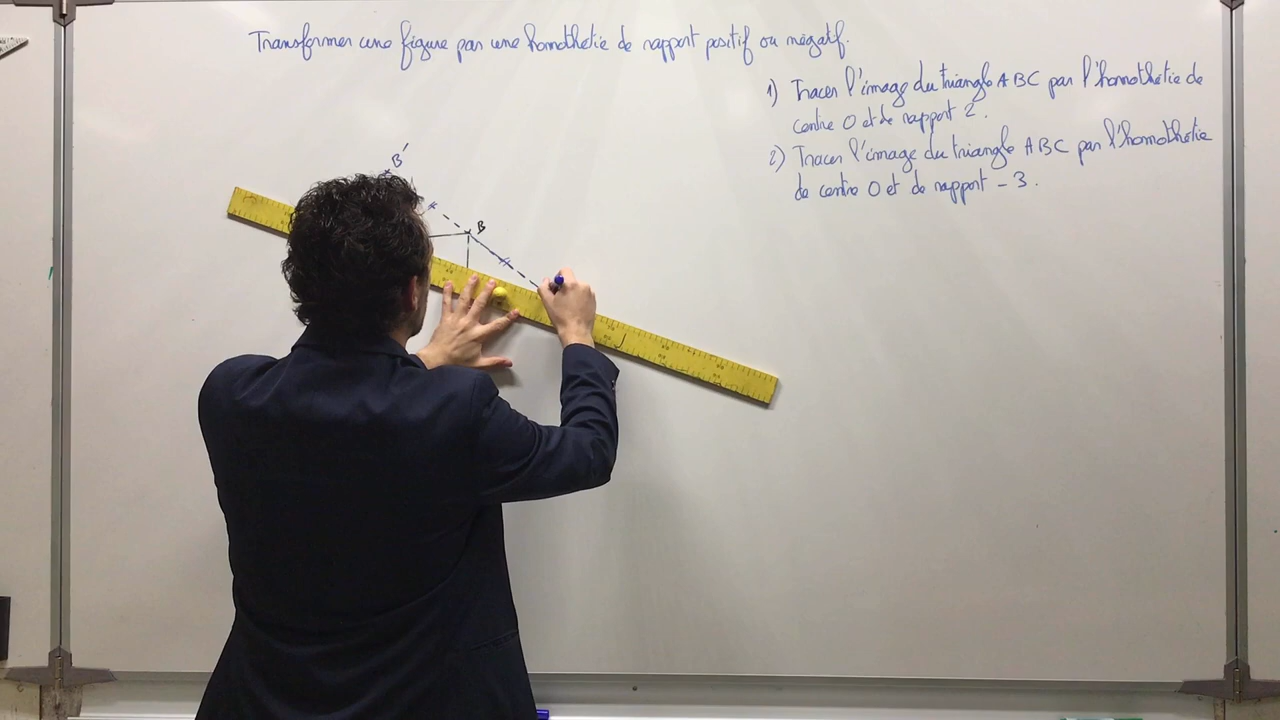 Transformer une figure par une homothétie de rapport positif ou négatif.
1) Tracer l'image du triangle ABC par l'homothétie de
centre O et de rapport 2.
2) Tracer l'image du triangle ABC par l'homothétie
de centre O et de rapport -3.
B'
B